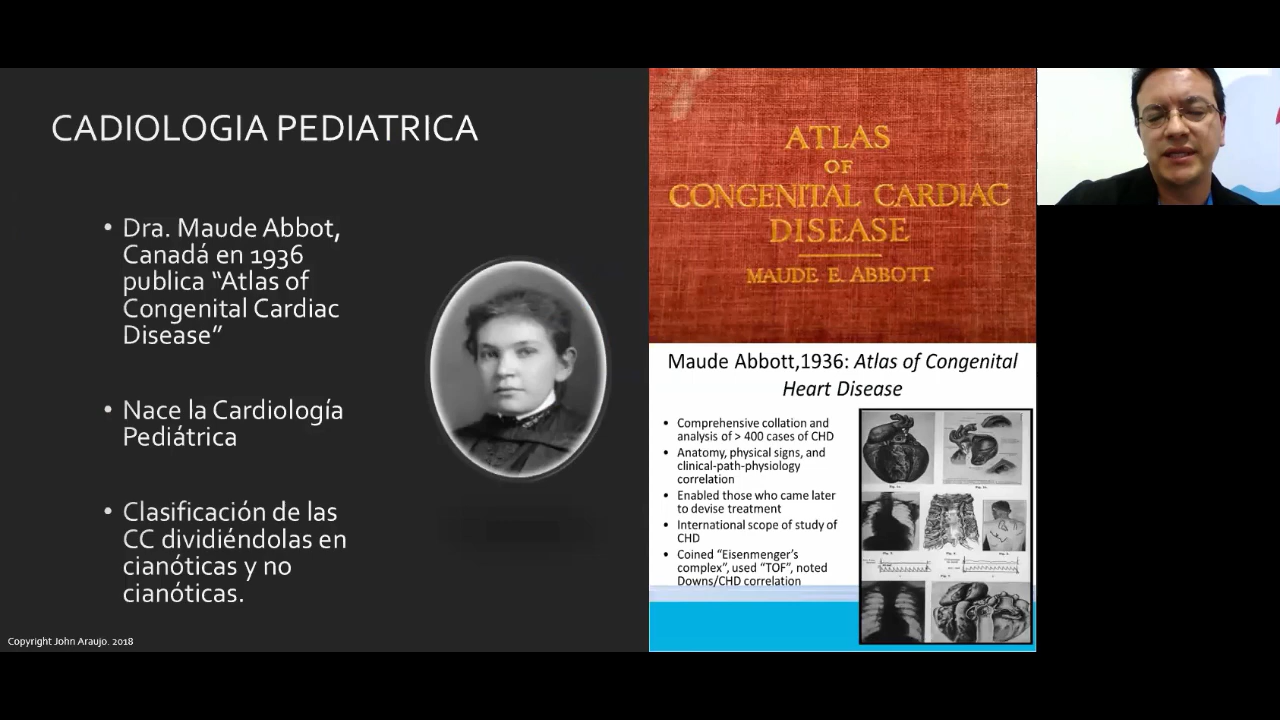 CADIOLOGIA PEDIATRICA
• Dra. Maude Abbot,
Canadá en 1936
publica “Atlas of
Congenital Cardiac
Disease”
• Nace la Cardiología
Pediátrica
• Clasificación de las
CC dividiéndolas en
cianóticas y no
cianóticas.
Copyright John Araujo. 2018
ATLAS
OF
CONGENITAL CARDIAC
DISEASE
MAUDE E. ABBOTT
Maude Abbott,1936: Atlas of Congenital
Heart Disease
• Comprehensive collation and
analysis of > 400 cases of CHD
• Anatomy, physical signs, and
clinical-path-physiology
correlation
• Enabled those who came later
to devise treatment
• International scope of study of
CHD
• Coined “Eisenmenger’s
complex”, used “TOF”, noted
Downs/CHD correlation